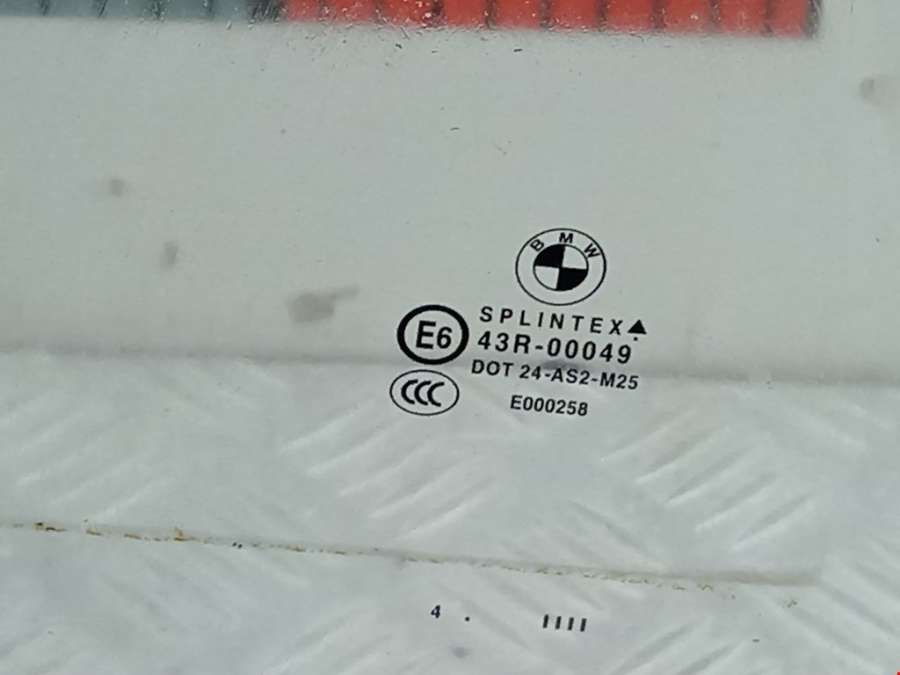 BMW
SPLINTEX
E6
43R-00049
DOT 24-AS2-M25
CCC
E000258
4 . IIII